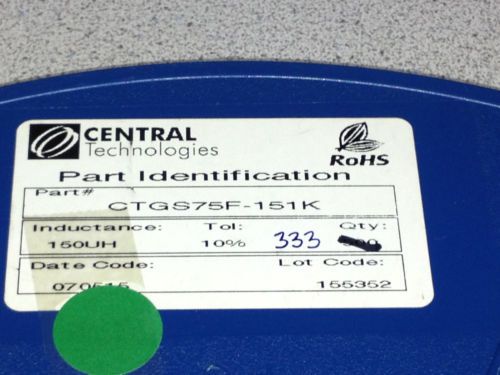 CENTRAL
Technologies
RoHS
Part Identification
Part#
CTGS75F-151K
Inductance: Tol: Qty:
150UH 10% 333
Date Code: Lot Code:
155352